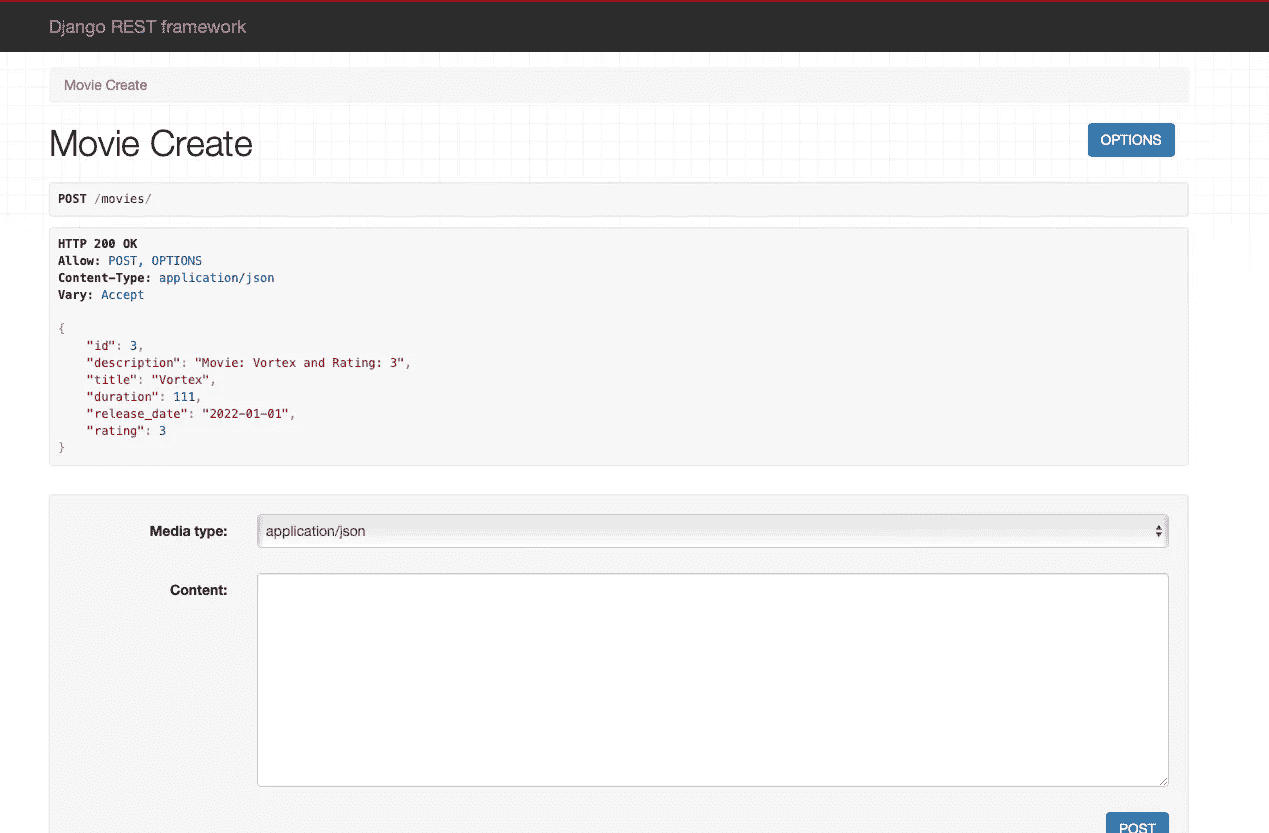 Django REST framework
Movie Create
Movie Create
OPTIONS
POST /movies/
HTTP 200 OK
Allow: POST, OPTIONS
Content-Type: application/json
Vary: Accept
{
    "id": 3,
    "description": "Movie: Vortex and Rating: 3",
    "title": "Vortex",
    "duration": 111,
    "release_date": "2022-01-01",
    "rating": 3
}
Media type:
application/json
Content:
POST